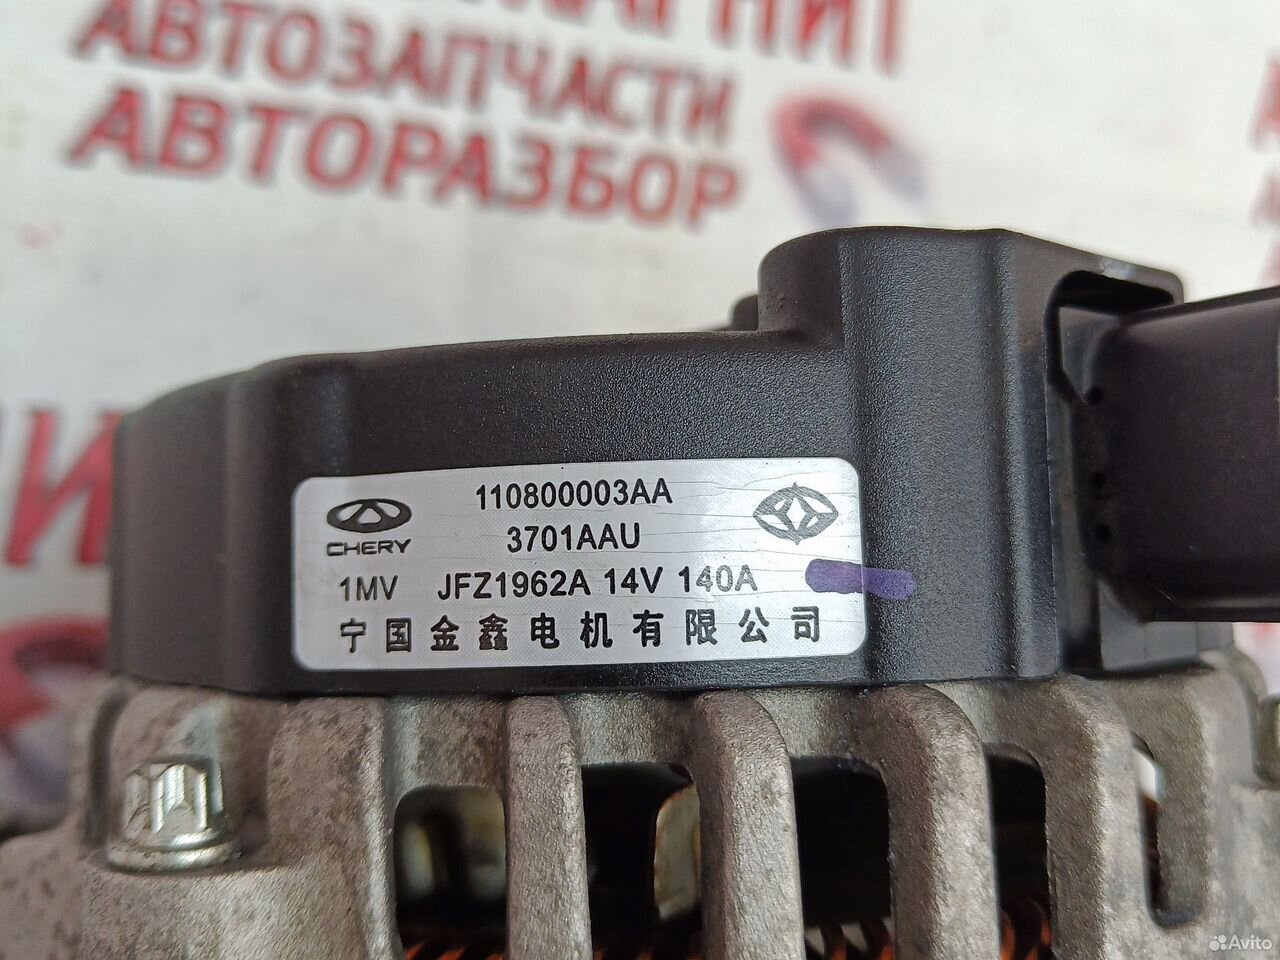 АВТОЗАПЧАСТИ
АВТОРАЗБОР
CHERY
110800003AA
3701AAU
1MV JFZ1962A 14V 140A
宁国金鑫电机有限公司
Avito